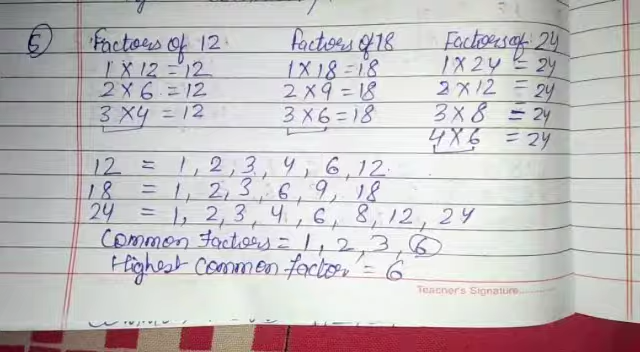 5 Factors of 12 Factors of 18 Factors of 24
1 X 12 = 12 1 X 18 = 18 1 X 24 = 24
2 X 6 = 12 2 X 9 = 18 2 X 12 = 24
3 X 4 = 12 3 X 6 = 18 3 X 8 = 24
4 X 6 = 24
12 = 1, 2, 3, 4, 6, 12.
18 = 1, 2, 3, 6, 9, 18
24 = 1, 2, 3, 4, 6, 8, 12, 24
Common Factors = 1, 2, 3, 6
Highest Common factor = 6
Teacher's Signature............